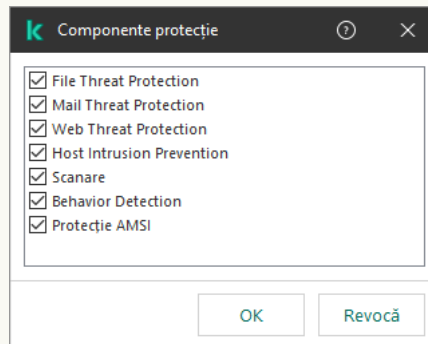 Componente protecție
File Threat Protection
Mail Threat Protection
Web Threat Protection
Host Intrusion Prevention
Scanare
Behavior Detection
Protecție AMSI
OK
Revocă